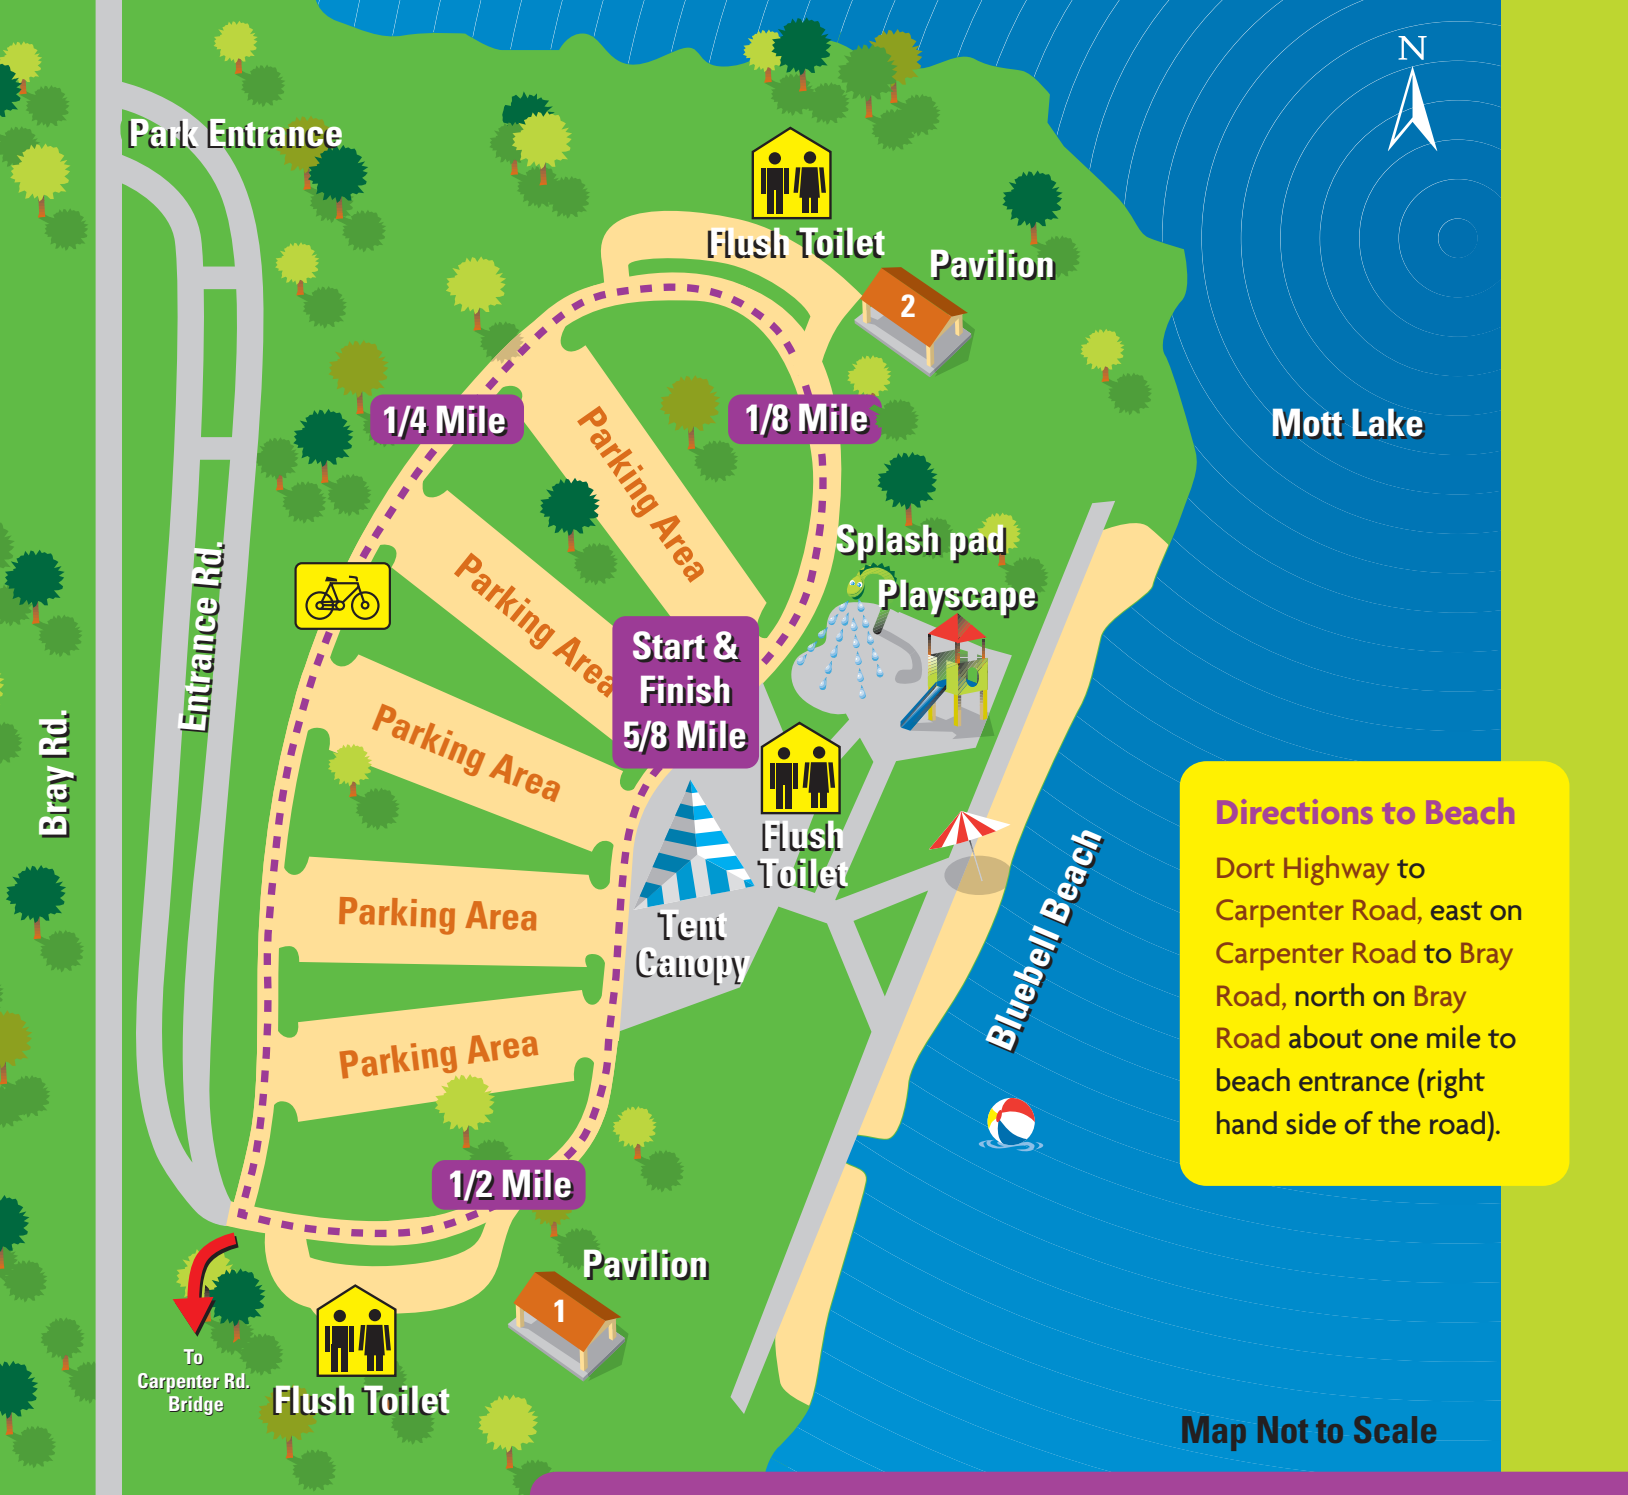 N
Park Entrance
Flush Toilet
Pavilion
2
1/4 Mile
1/8 Mile
Mott Lake
Parking Area
Splash pad
Playscape
Parking Area
Entrance Rd.
Start &
Finish
5/8 Mile
Parking Area
Bray Rd.
Flush
Toilet
Directions to Beach
Dort Highway to
Carpenter Road, east on
Carpenter Road to Bray
Road, north on Bray
Road about one mile to
beach entrance (right
hand side of the road).
Parking Area
Tent
Canopy
Bluebell Beach
Parking Area
1/2 Mile
Pavilion
1
To
Carpenter Rd.
Bridge
Flush Toilet
Map Not to Scale